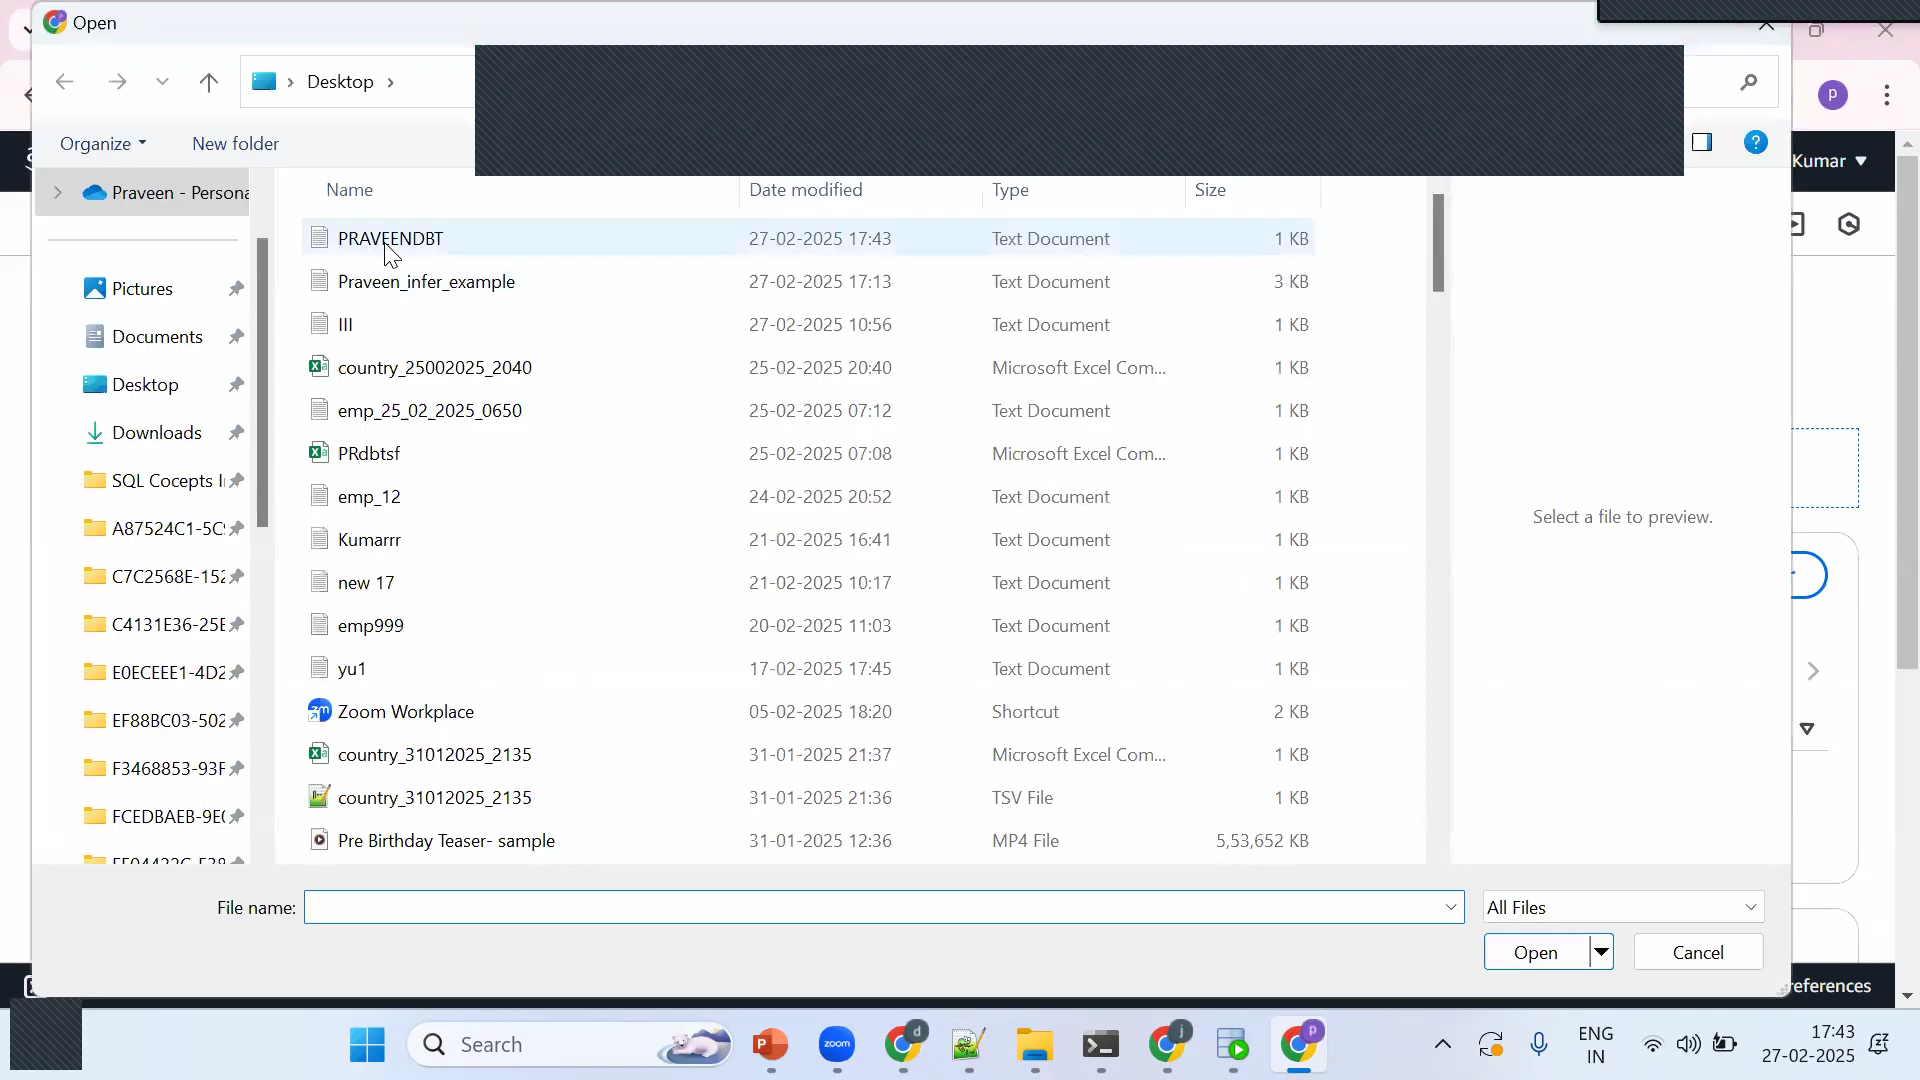 Open
Desktop
p
Organize
New folder
Kumar
Praveen - Persona
Name
Date modified
Type
Size
PRAVEENDBT 27-02-2025 17:43 Text Document 1 KB
Praveen_infer_example 27-02-2025 17:13 Text Document 3 KB
Pictures
III 27-02-2025 10:56 Text Document 1 KB
Documents
country_25002025_2040 25-02-2025 20:40 Microsoft Excel Com... 1 KB
Desktop
emp_25_02_2025_0650 25-02-2025 07:12 Text Document 1 KB
Downloads
PRdbtsf 25-02-2025 07:08 Microsoft Excel Com... 1 KB
SQL Cocepts I
emp_12 24-02-2025 20:52 Text Document 1 KB
Select a file to preview.
A87524C1-5C
Kumarrr 21-02-2025 16:41 Text Document 1 KB
C7C2568E-152
new 17 21-02-2025 10:17 Text Document 1 KB
C4131E36-25E
emp999 20-02-2025 11:03 Text Document 1 KB
E0ECEEE1-4D2
yu1 17-02-2025 17:45 Text Document 1 KB
EF88BC03-502
Zoom Workplace 05-02-2025 18:20 Shortcut 2 KB
F3468853-93F
country_31012025_2135 31-01-2025 21:37 Microsoft Excel Com... 1 KB
FCEDBAEB-9E
country_31012025_2135 31-01-2025 21:36 TSV File 1 KB
Pre Birthday Teaser- sample 31-01-2025 12:36 MP4 File 5,53,652 KB
File name:
All Files
Open
Cancel
references
Search
zoom
d
j
p
ENG
IN
17:43
27-02-2025